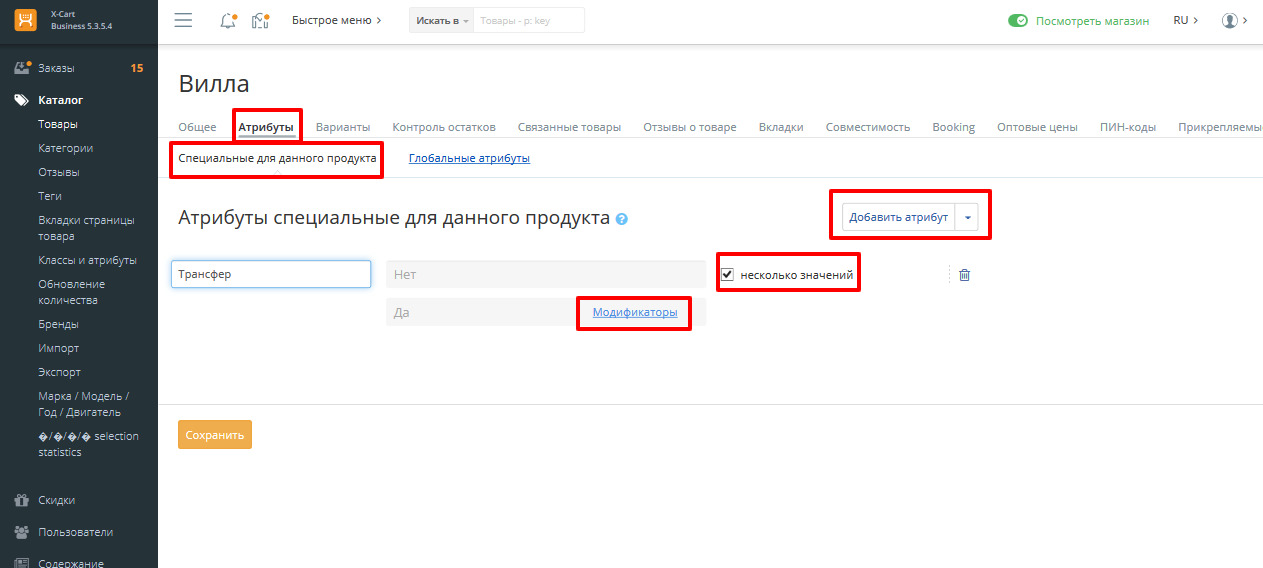 X-Cart
Business 5.3.5.4
Быстрое меню
Искать в
Товары - p: key
Посмотреть магазин
RU
Заказы
15
Каталог
Товары
Категории
Отзывы
Теги
Вкладки страницы
товара
Классы и атрибуты
Обновление
количества
Бренды
Импорт
Экспорт
Марка / Модель /
Год / Двигатель
�/�/�/� selection
statistics
Скидки
Пользователи
Содержание
Вилла
Общее
Атрибуты
Варианты
Контроль остатков
Связанные товары
Отзывы о товаре
Вкладки
Совместимость
Booking
Оптовые цены
ПИН-коды
Прикрепляемы
Специальные для данного продукта
Глобальные атрибуты
Атрибуты специальные для данного продукта ?
Добавить атрибут
Трансфер
Нет
несколько значений
Да
Модификаторы
Сохранить